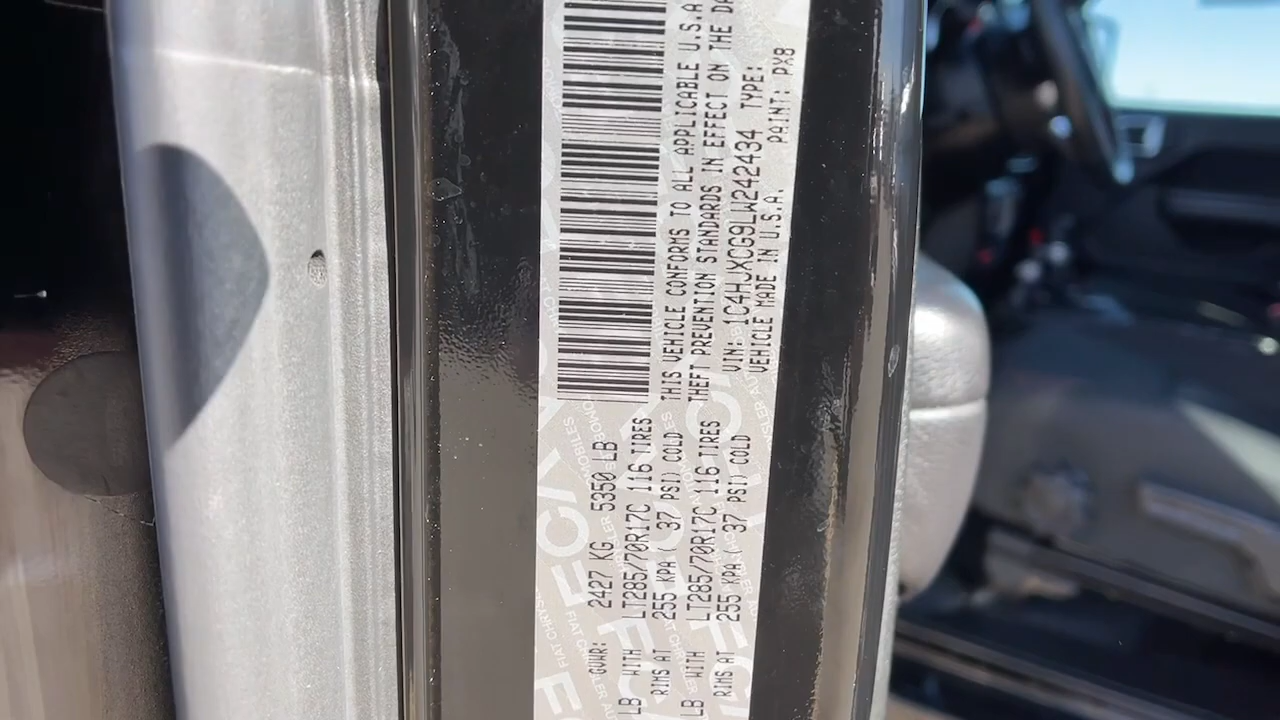 GVWR: 2427 KG 5350 LB
LB WITH LT285/70R17C 116 TIRES
RIMS AT 255 KPA ( 37 PSI) COLD
LB WITH LT285/70R17C 116 TIRES
RIMS AT 255 KPA ( 37 PSI) COLD
THIS VEHICLE CONFORMS TO ALL APPLICABLE U.S.A.
THEFT PREVENTION STANDARDS IN EFFECT ON THE
VIN: 1C4HJXCG9LW242434 TYPE:
VEHICLE MADE IN U.S.A. PAINT: PX8